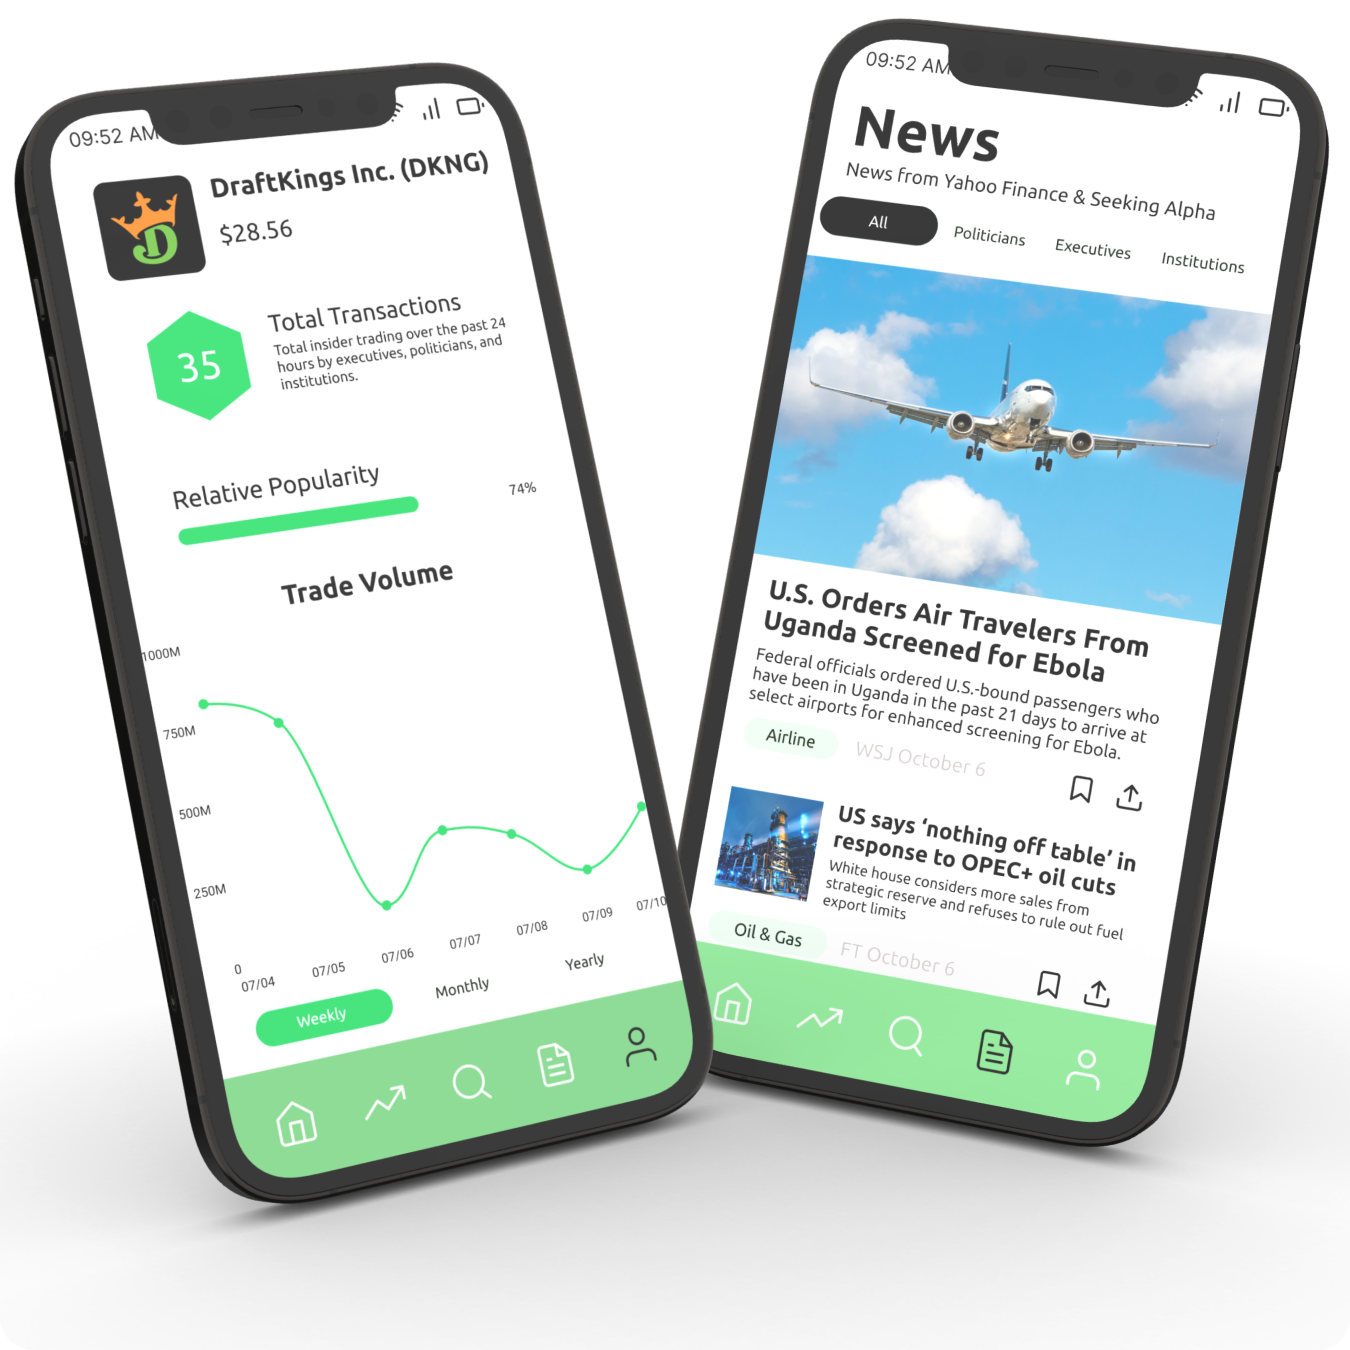 09:52 AM
DraftKings Inc. (DKNG)
$28.56
35
Total Transactions
Total insider trading over the past 24
hours by executives, politicians, and
institutions.
Relative Popularity
74%
Trade Volume
1000M
750M
500M
250M
0
07/04
07/05
07/06
07/07
07/08
07/09
07/10
Weekly
Monthly
Yearly
09:52 AM
News
News from Yahoo Finance & Seeking Alpha
All
Politicians
Executives
Institutions
U.S. Orders Air Travelers From
Uganda Screened for Ebola
Federal officials ordered U.S.-bound passengers who
have been in Uganda in the past 21 days to arrive at
select airports for enhanced screening for Ebola.
Airline
WSJ October 6
US says ‘nothing off table’ in
response to OPEC+ oil cuts
White house considers more sales from
strategic reserve and refuses to rule out fuel
export limits
Oil & Gas
FT October 6